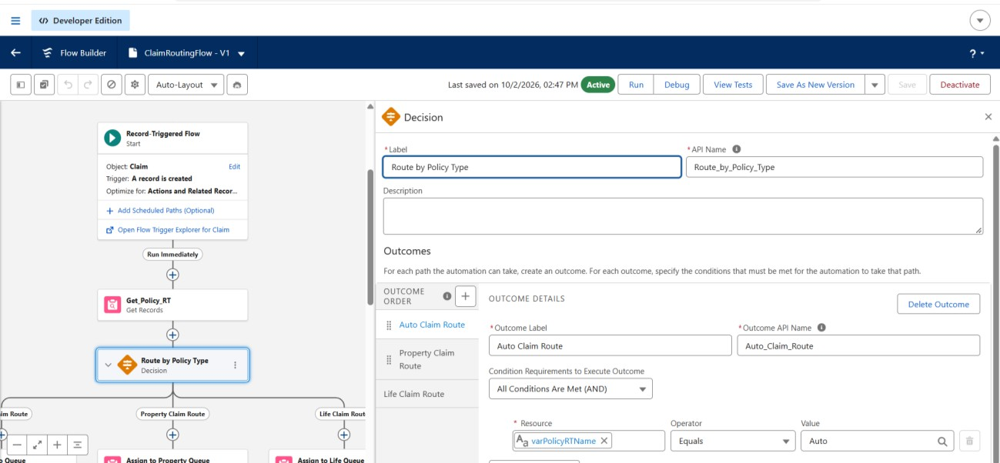 </> Developer Edition
Flow Builder
ClaimRoutingFlow - V1
?
Auto-Layout
Last saved on 10/2/2026, 02:47 PM
Active
Run
Debug
View Tests
Save As New Version
Save
Deactivate
Record-Triggered Flow
Start
Object: Claim
Edit
Trigger: A record is created
Optimize for: Actions and Related Recor...
+ Add Scheduled Paths (Optional)
Open Flow Trigger Explorer for Claim
Run Immediately
Get_Policy_RT
Get Records
Route by Policy Type
Decision
im Route
Property Claim Route
Life Claim Rout
o Queue
Assign to Property Queue
Assign to Life Queue
Decision
* Label
Route by Policy Type
* API Name
Route_by_Policy_Type
Description
Outcomes
For each path the automation can take, create an outcome. For each outcome, specify the conditions that must be met for the automation to take that path.
OUTCOME
ORDER
Auto Claim Route
Property Claim
Route
Life Claim Route
OUTCOME DETAILS
Delete Outcome
* Outcome Label
Auto Claim Route
* Outcome API Name
Auto_Claim_Route
Condition Requirements to Execute Outcome
All Conditions Are Met (AND)
* Resource
Aa varPolicyRTName
Operator
Equals
Value
Auto